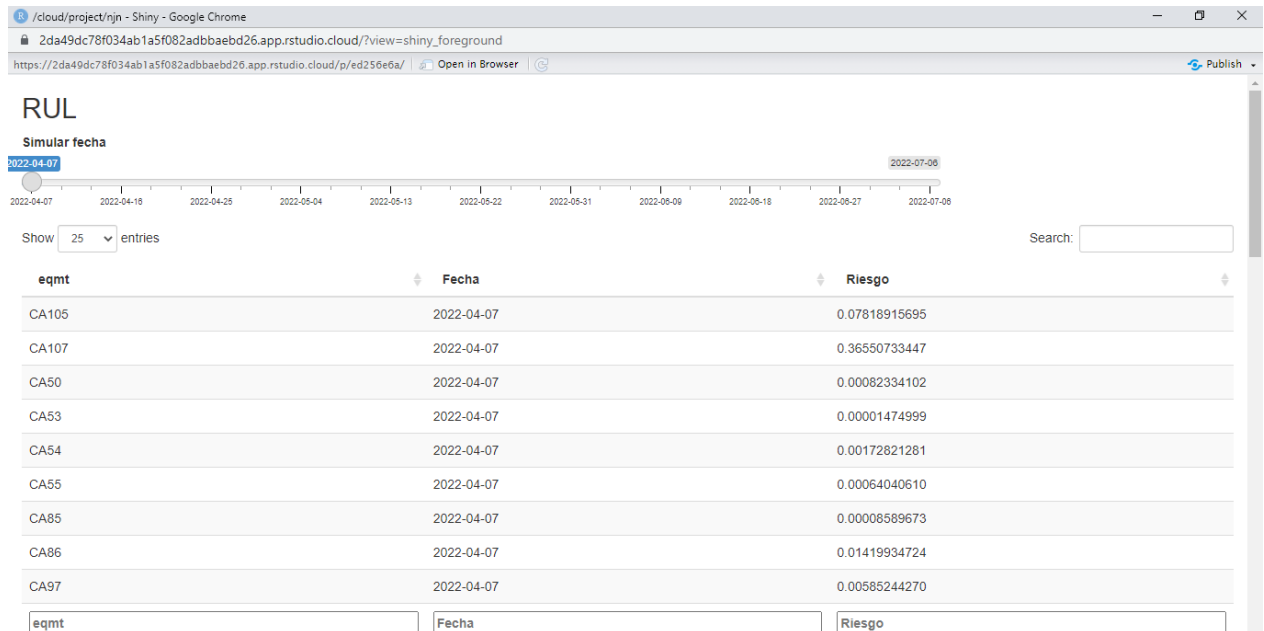 /cloud/project/njn - Shiny - Google Chrome
2da49dc78f034ab1a5f082adbbaebd26.app.rstudio.cloud/?view=shiny_foreground
https://2da49dc78f034ab1a5f082adbbaebd26.app.rstudio.cloud/p/ed256e6a/ Open in Browser Publish
RUL
Simular fecha
2022-04-07 2022-07-06
2022-04-07 2022-04-16 2022-04-25 2022-05-04 2022-05-13 2022-05-22 2022-05-31 2022-06-09 2022-06-18 2022-06-27 2022-07-06
Show 25 entries Search:
eqmt Fecha Riesgo
CA105 2022-04-07 0.07818915695
CA107 2022-04-07 0.36550733447
CA50 2022-04-07 0.00082334102
CA53 2022-04-07 0.00001474999
CA54 2022-04-07 0.00172821281
CA55 2022-04-07 0.00064040610
CA85 2022-04-07 0.00008589673
CA86 2022-04-07 0.01419934724
CA97 2022-04-07 0.00585244270
eqmt Fecha Riesgo